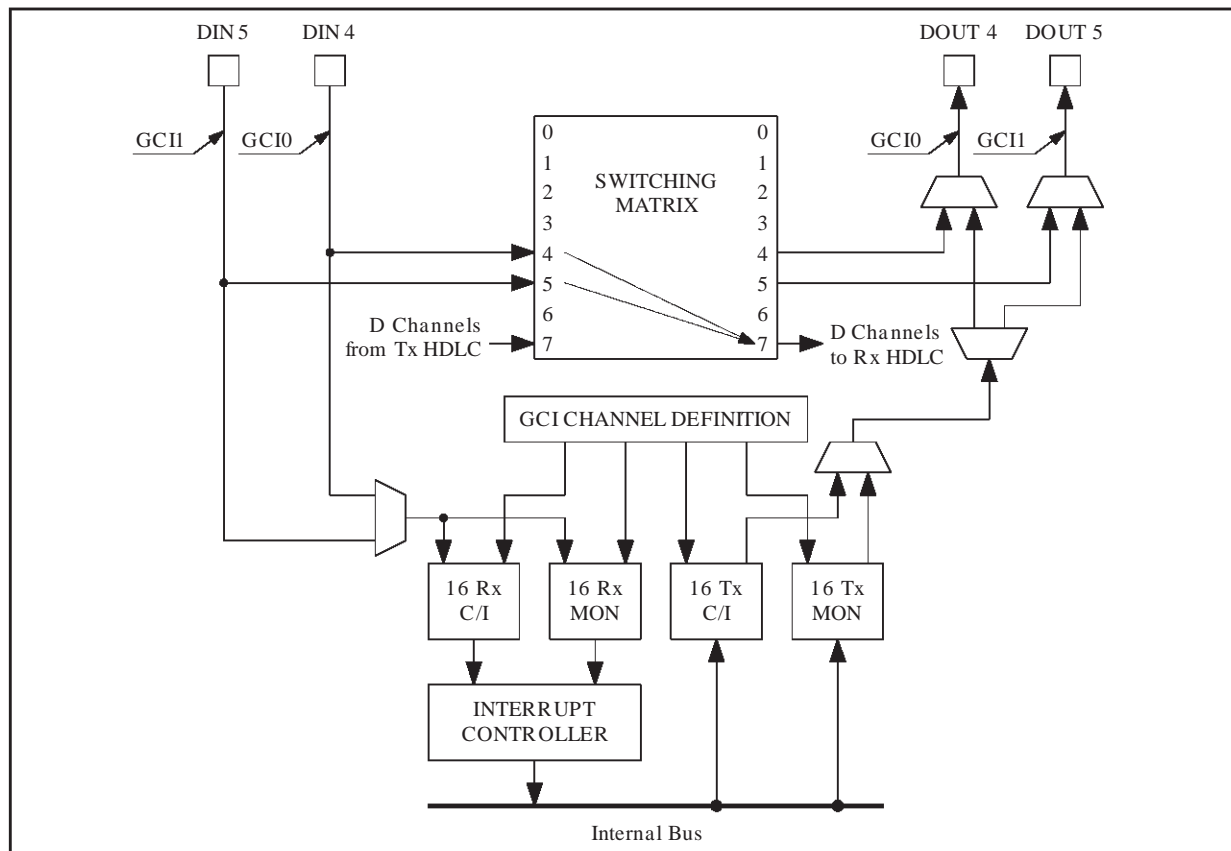 DIN 5
DIN 4
DOUT 4
DOUT 5
GCI1
GCI0
GCI0
GCI1
SWITCHING
MATRIX
0
1
2
3
4
5
6
7
0
1
2
3
4
5
6
7
D Channels
from Tx HDLC
D Channels
to Rx HDLC
GCI CHANNEL DEFINITION
16 Rx
C/I
16 Rx
MON
16 Tx
C/I
16 Tx
MON
INTERRUPT
CONTROLLER
Internal Bus